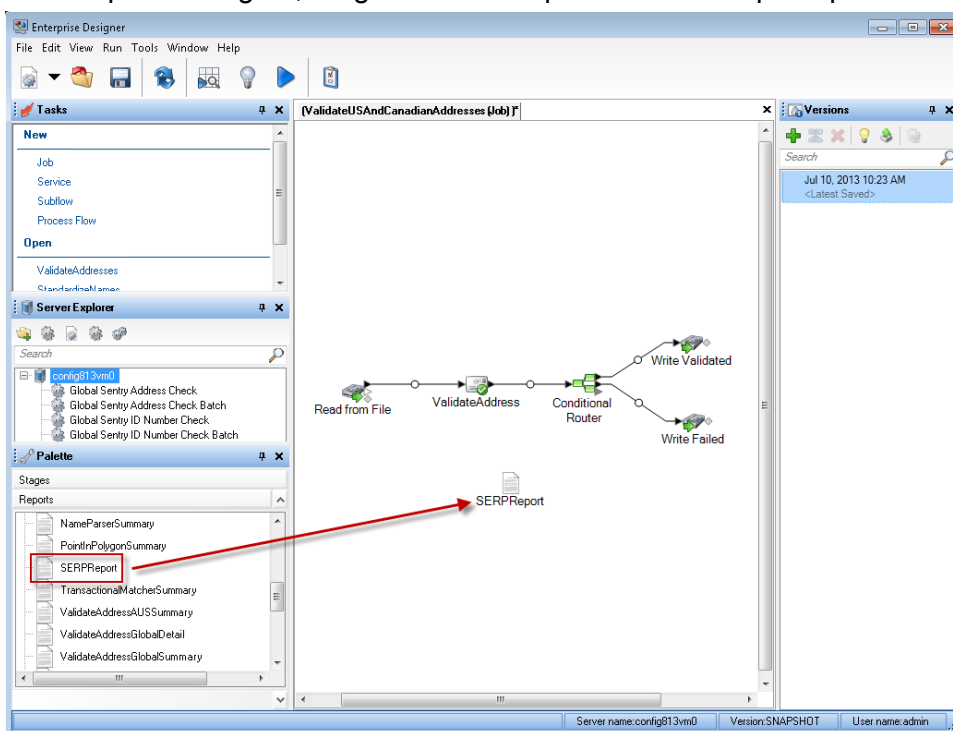 Enterprise Designer
File Edit View Run Tools Window Help
Tasks
New
Job
Service
Subflow
Process Flow
Open
ValidateAddresses
StandardizeNames
Server Explorer
Search
config813vm0
Global Sentry Address Check
Global Sentry Address Check Batch
Global Sentry ID Number Check
Global Sentry ID Number Check Batch
Palette
Stages
Reports
NameParserSummary
PointInPolygonSummary
SERPReport
TransactionalMatcherSummary
ValidateAddressAUSSummary
ValidateAddressGlobalDetail
ValidateAddressGlobalSummary
(ValidateUSAndCanadianAddresses (Job) )*
Read from File
ValidateAddress
Conditional
Router
Write Validated
Write Failed
SERPReport
Versions
Search
Jul 10, 2013 10:23 AM
<Latest Saved>
Server name:config813vm0 Version:SNAPSHOT User name:admin